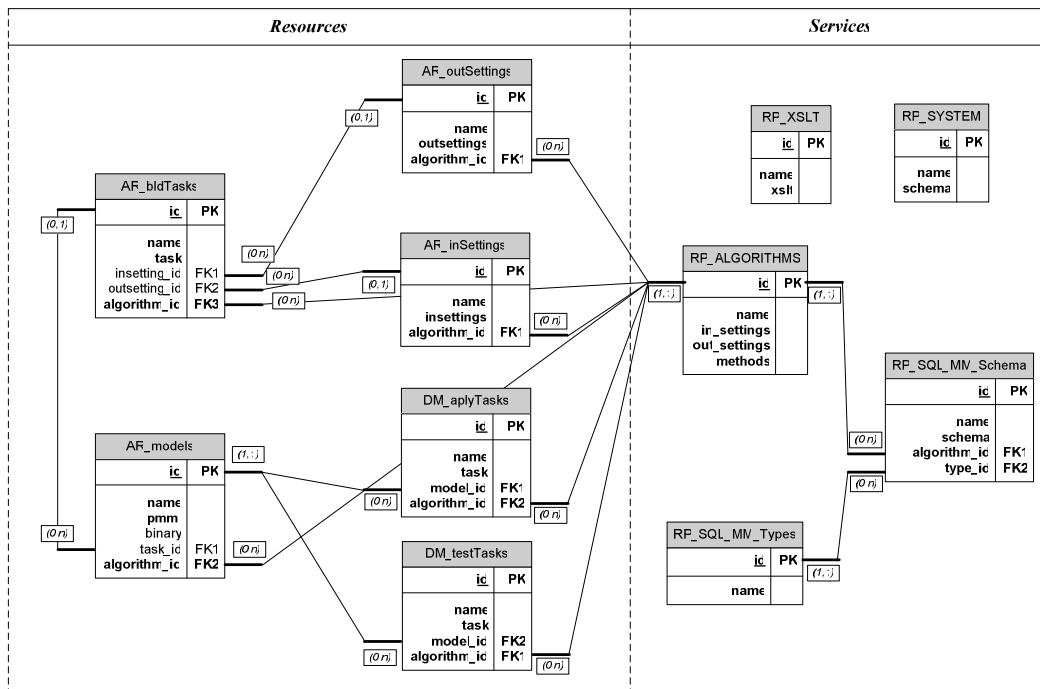 Resources
Services
AR_outSettings
id PK
name
outsettings
algorithm_id FK1
(0,1)
(0 n)
RP_XSLT
id PK
name
xslt
RP_SYSTEM
id PK
name
schema
AR_bldTasks
id PK
name
task
insetting_id FK1
outsetting_id FK2
algorithm_id FK3
(0,1)
(0 n)
(0 n)
(0 n)
AR_inSettings
id PK
name
insettings
algorithm_id FK1
(0,1)
(0 n)
RP_ALGORITHMS
id PK
name
in_settings
out_settings
methods
(1,:)
(1,:)
RP_SQL_MM_Schema
id PK
name
schema
algorithm_id FK1
type_id FK2
(0 n)
(0 n)
DM_aplyTasks
id PK
name
task
model_id FK1
algorithm_id FK2
(0 n)
(0 n)
AR_models
id PK
name
pmm
binary
task_id FK1
algorithm_id FK2
(1,:)
(0 n)
(0 n)
DM_testTasks
id PK
name
task
model_id FK2
algorithm_id FK1
(0 n)
(0 n)
RP_SQL_MM_Types
id PK
name
(1,:)